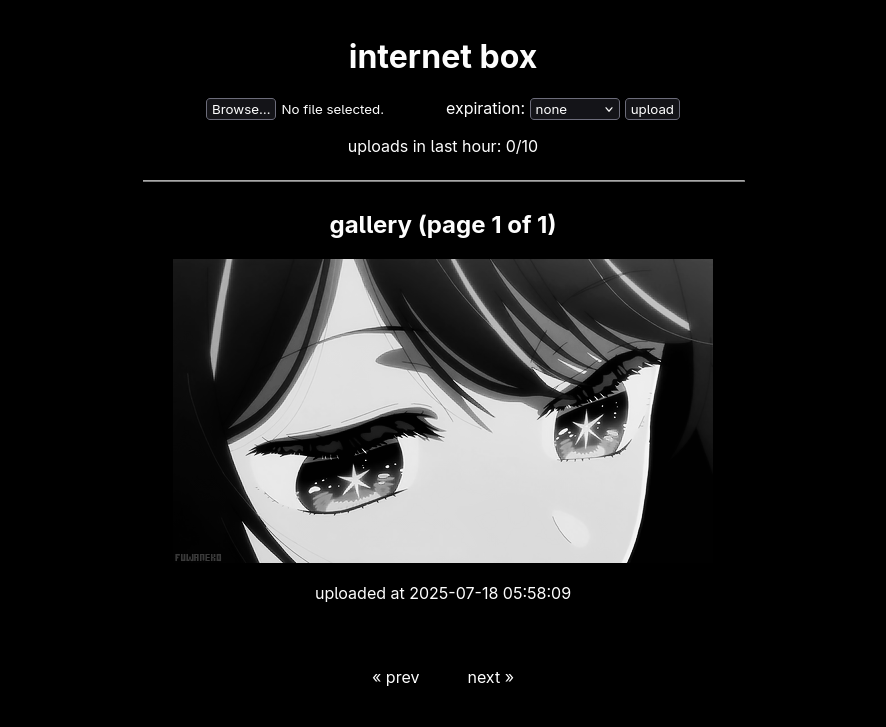 internet box
Browse... No file selected. expiration: none upload
uploads in last hour: 0/10
gallery (page 1 of 1)
FUWANEKO
uploaded at 2025-07-18 05:58:09
« prev next »